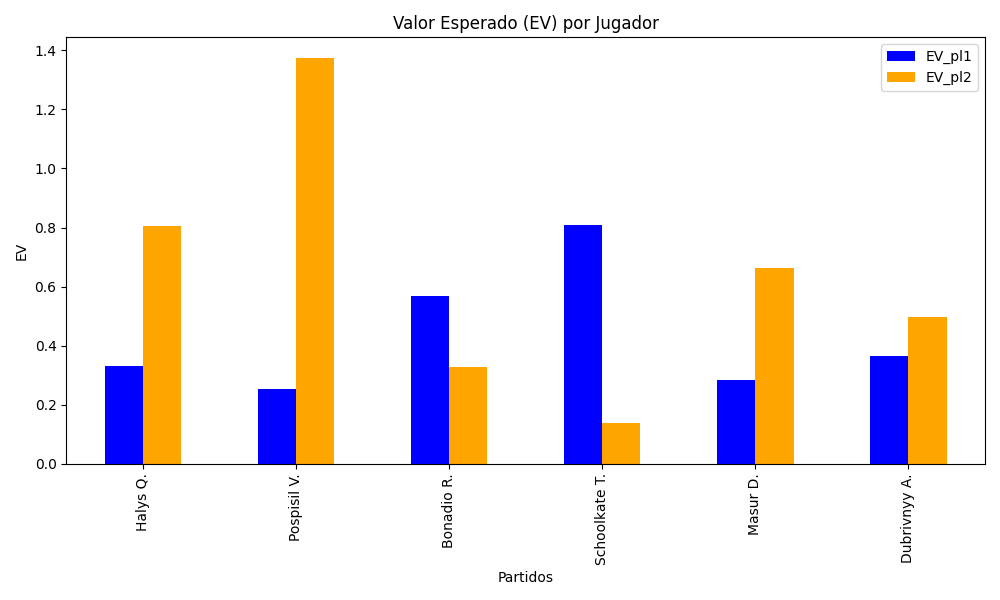 Valor Esperado (EV) por Jugador
EV_pl1
EV_pl2
EV
1.4
1.2
1.0
0.8
0.6
0.4
0.2
0.0
Halys Q.
Pospisil V.
Bonadio R.
Schoolkate T.
Masur D.
Dubrivnyy A.
Partidos